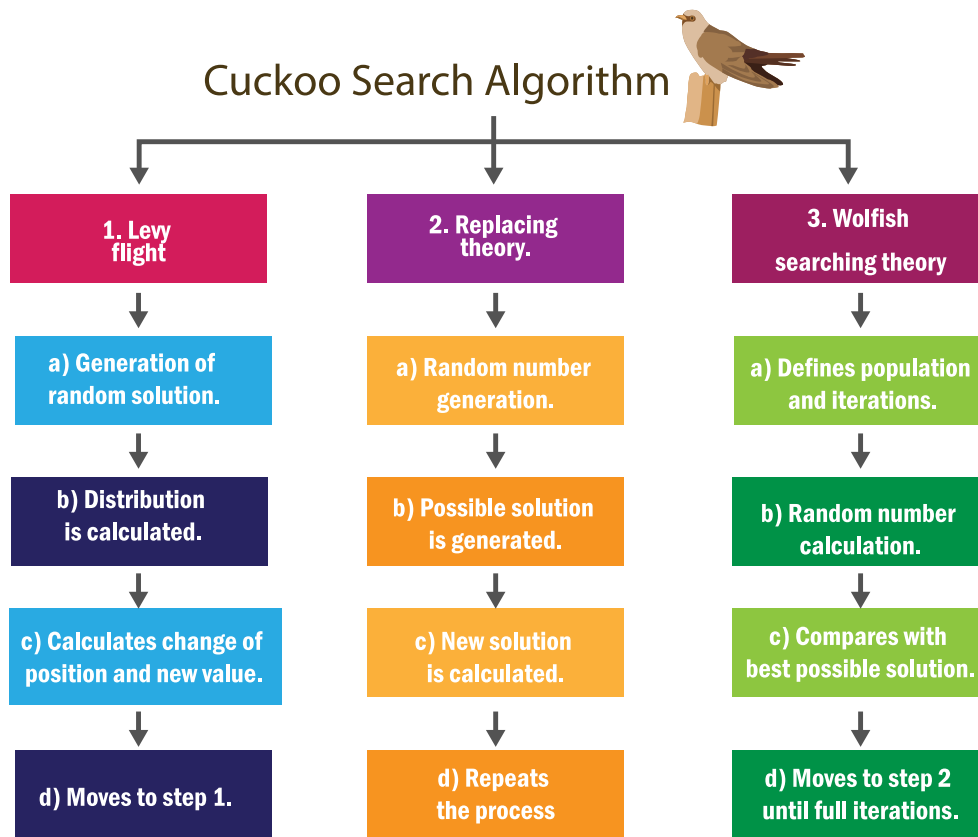 Cuckoo Search Algorithm
1. Levy
flight
a) Generation of
random solution.
b) Distribution
is calculated.
c) Calculates change of
position and new value.
d) Moves to step 1.
2. Replacing
theory.
a) Random number
generation.
b) Possible solution
is generated.
c) New solution
is calculated.
d) Repeats
the process
3. Wolfish
searching theory
a) Defines population
and iterations.
b) Random number
calculation.
c) Compares with
best possible solution.
d) Moves to step 2
until full iterations.